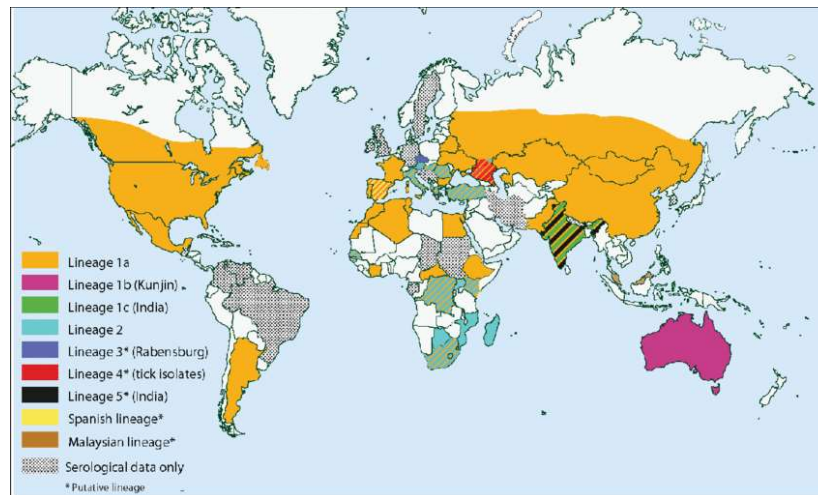 Lineage 1a
Lineage 1b (Kunjin)
Lineage 1c (India)
Lineage 2
Lineage 3* (Rabensburg)
Lineage 4* (tick isolates)
Lineage 5* (India)
Spanish lineage*
Malaysian lineage*
Serological data only
* Putative lineage